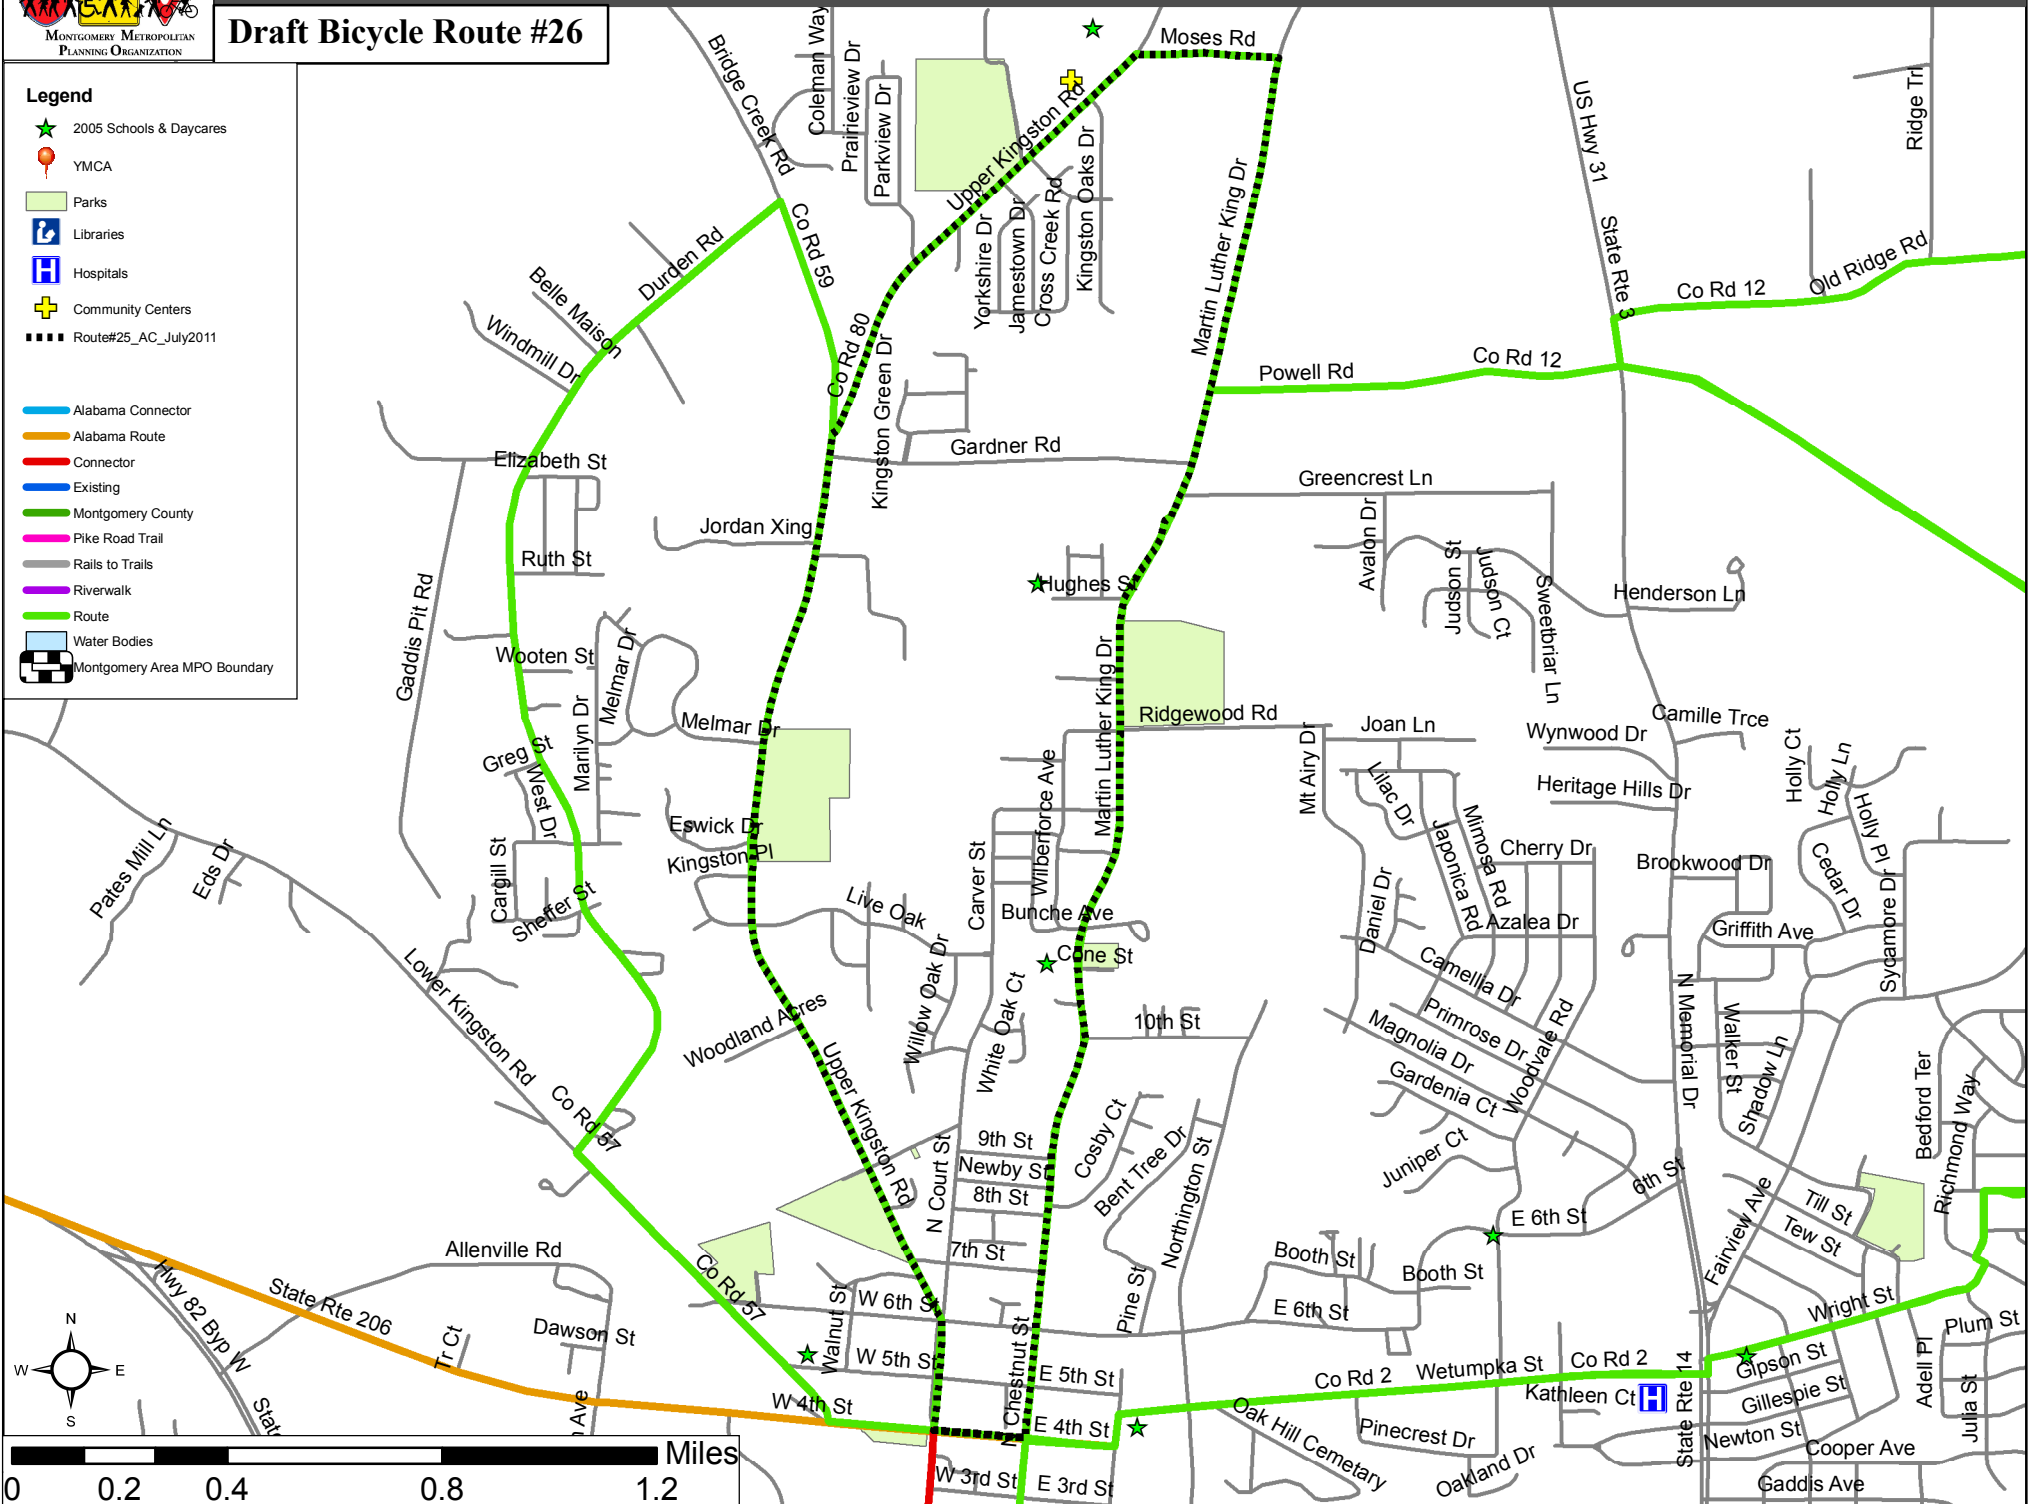 MONTGOMERY METROPOLITAN
PLANNING ORGANIZATION
Draft Bicycle Route #26
Legend
2005 Schools & Daycares
YMCA
Parks
Libraries
H Hospitals
Community Centers
Route#25_AC_July2011
Alabama Connector
Alabama Route
Connector
Existing
Montgomery County
Pike Road Trail
Rails to Trails
Riverwalk
Route
Water Bodies
Montgomery Area MPO Boundary
Bridge Creek Rd
Coleman Way
Prairieview Dr
Parkview Dr
Moses Rd
Upper Kingston Rd
Kingston Oaks Dr
Yorkshire Dr
Jamestown Dr
Cross Creek Rd
Martin Luther King Dr
US Hwy 31
State Rte 3
Ridge Trl
Old Ridge Rd
Co Rd 12
Co Rd 12
Powell Rd
Durden Rd
Co Rd 59
Belle Maison
Windmill Dr
Co Rd 80
Kingston Green Dr
Gardner Rd
Elizabeth St
Greencrest Ln
Avalon Dr
Jordan Xing
Ruth St
Hughes St
Judson St
Judson Ct
Sweetbriar Ln
Henderson Ln
Gaddis Pit Rd
Wooten St
Melmar Dr
Marilyn Dr
Melmar Dr
Martin Luther King Dr
Ridgewood Rd
Joan Ln
Mt Airy Dr
Wynwood Dr
Camille Trce
Heritage Hills Dr
Holly Ct
Holly Ln
Holly Pl
Greg St
West Dr
Eswick Dr
Kingston Pl
Wilberforce Ave
Lilac Dr
Japonica Rd
Mimosa Rd
Cherry Dr
Brookwood Dr
Cedar Dr
Sycamore Dr
Pates Mill Ln
Eds Dr
Cargill St
Sheffer St
Live Oak
Carver St
Bunche Ave
Cone St
Daniel Dr
Azalea Dr
Griffith Ave
Camellia Dr
Lower Kingston Rd
Woodland Acres
Willow Oak Dr
White Oak Ct
10th St
Primrose Dr
Magnolia Dr
Woodvale Rd
Gardenia Ct
N Memorial Dr
Walker St
Shadow Ln
Bedford Ter
Richmond Way
Co Rd 57
Upper Kingston Rd
N Court St
9th St
Newby St
8th St
7th St
Cosby Ct
Bent Tree Dr
Northington St
Juniper Ct
6th St
E 6th St
Fairview Ave
Till St
Tew St
Allenville Rd
Hwy 82 Byp W
State Rte 206
Tr Ct
Dawson St
Co Rd 57
Walnut St
W 6th St
W 5th St
W 4th St
N Chestnut St
Pine St
Booth St
Booth St
E 6th St
E 5th St
E 4th St
Co Rd 2
Wetumpka St
Co Rd 2
Kathleen Ct
H
State Rte 14
Wright St
Gipson St
Gillespie St
Newton St
Plum St
Adell Pl
Julia St
Oak Hill Cemetary
Pinecrest Dr
Oakland Dr
Cooper Ave
Gaddis Ave
W 3rd St
E 3rd St
N
W E
S
Miles
0 0.2 0.4 0.8 1.2